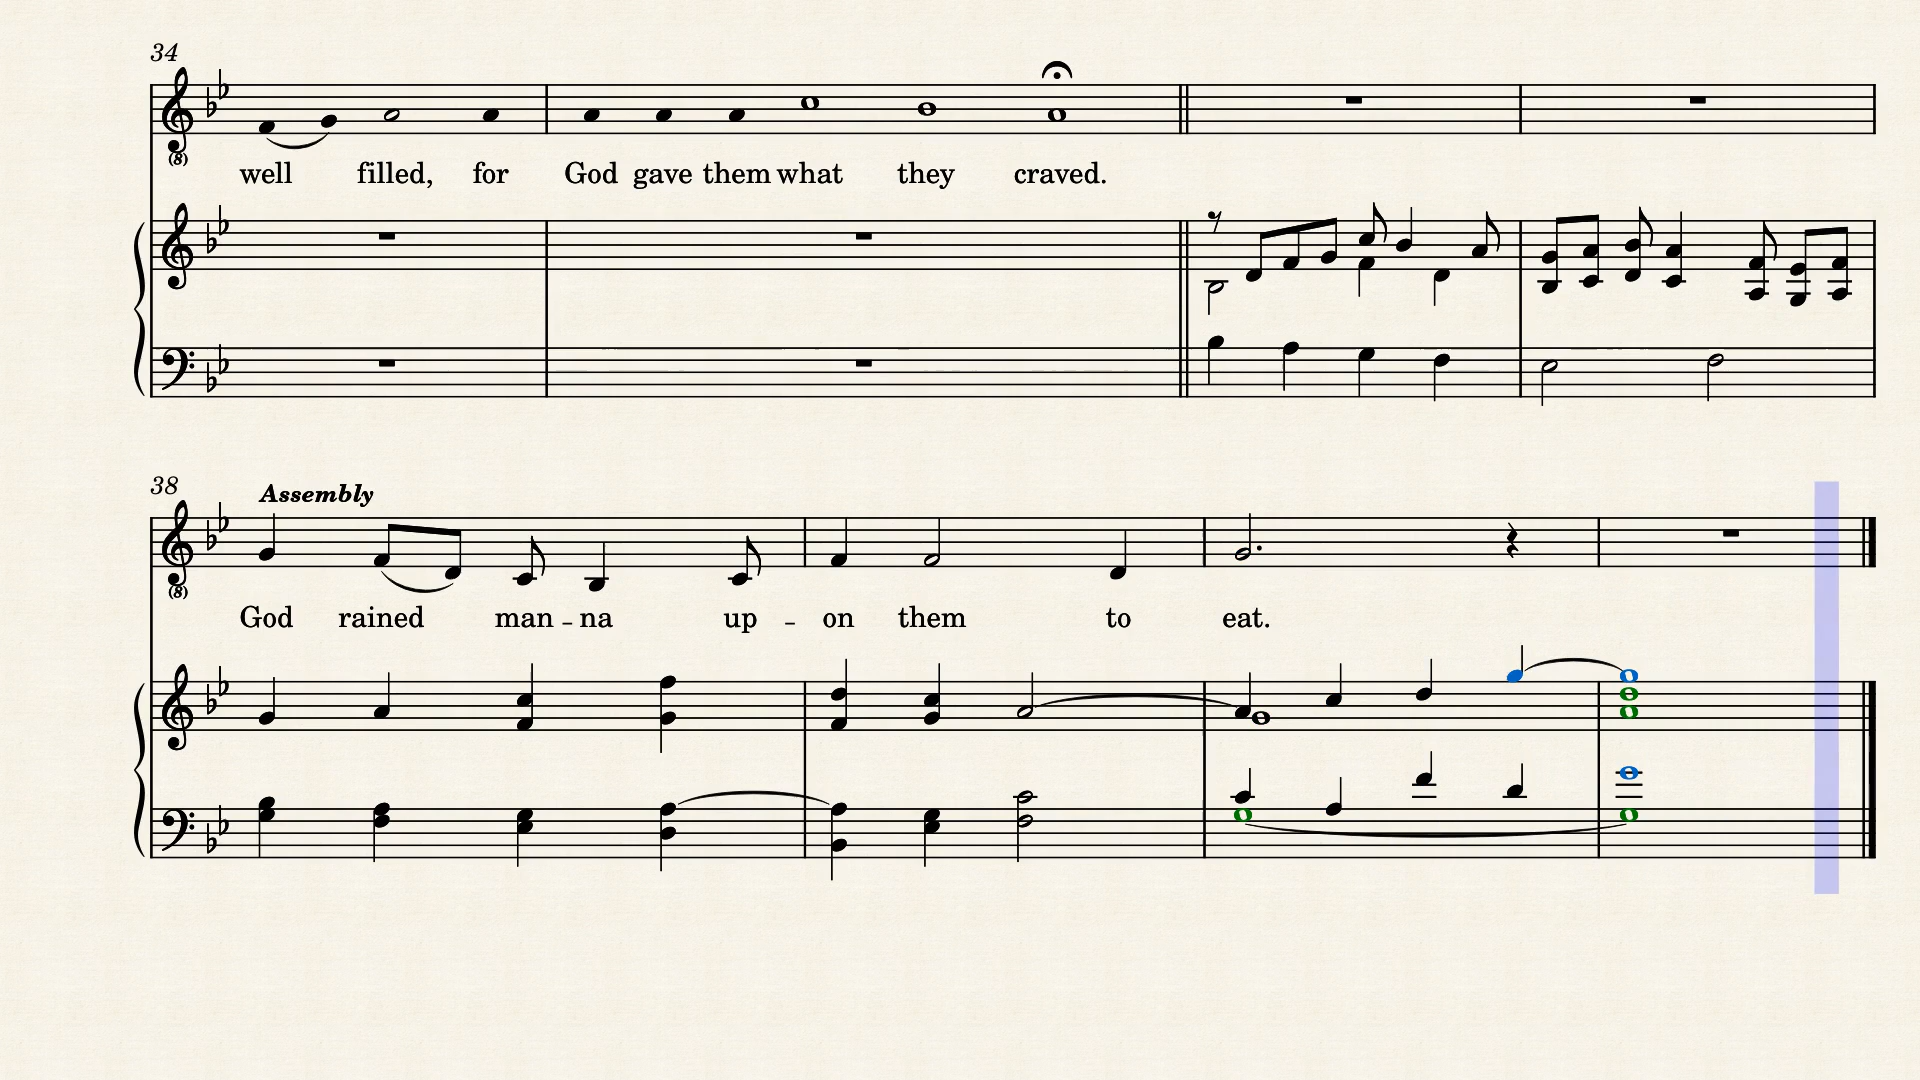 34
(8)
well filled, for God gave them what they craved.
38
Assembly
(8)
God rained man - na up - on them to eat.